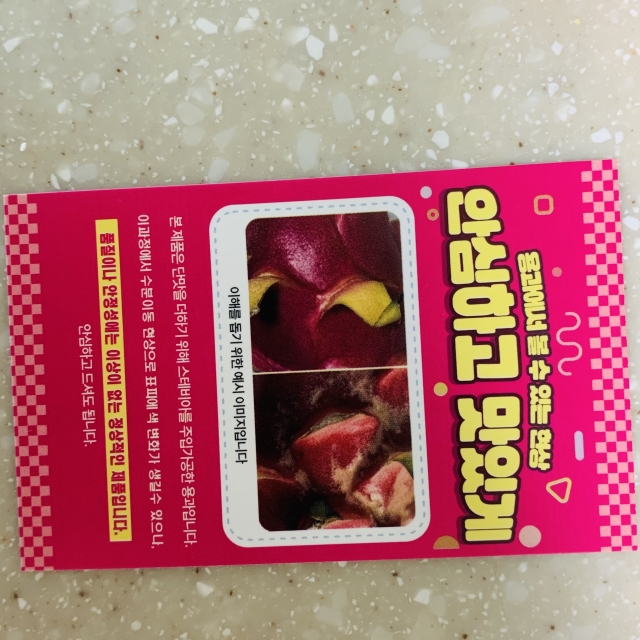 용과이너 볼 수 있는 현상
안심하고 맛있게
이해를 돕기 위한 예시 이미지입니다
본 제품은 단맛을 더하기 위해 스테비아를 주입가공한 용과입니다.
이과정에서 수분이동 현상으로 표피에 색 변화가 생길수 있으나,
품질이나 안정성에는 이상이 없는 정상적인 제품입니다.
안심하고 드셔도 됩니다.